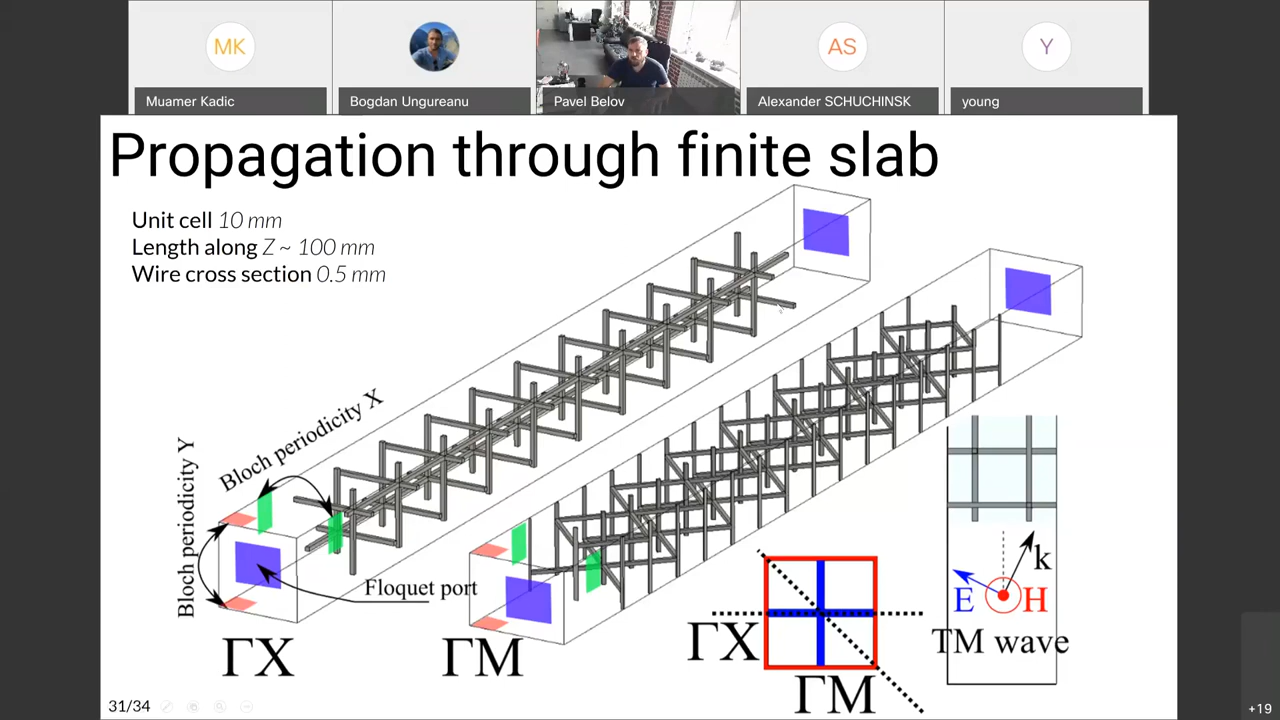 MK
AS
Y
Muamer Kadic
Bogdan Ungureanu
Pavel Belov
Alexander SCHUCHINSK
young
Propagation through finite slab
Unit cell 10 mm
Length along Z ~ 100 mm
Wire cross section 0.5 mm
Bloch periodicity X
Bloch periodicity Y
Floquet port
ΓX
ΓM
ΓX
ΓM
k
E
H
TM wave
31/34
+19